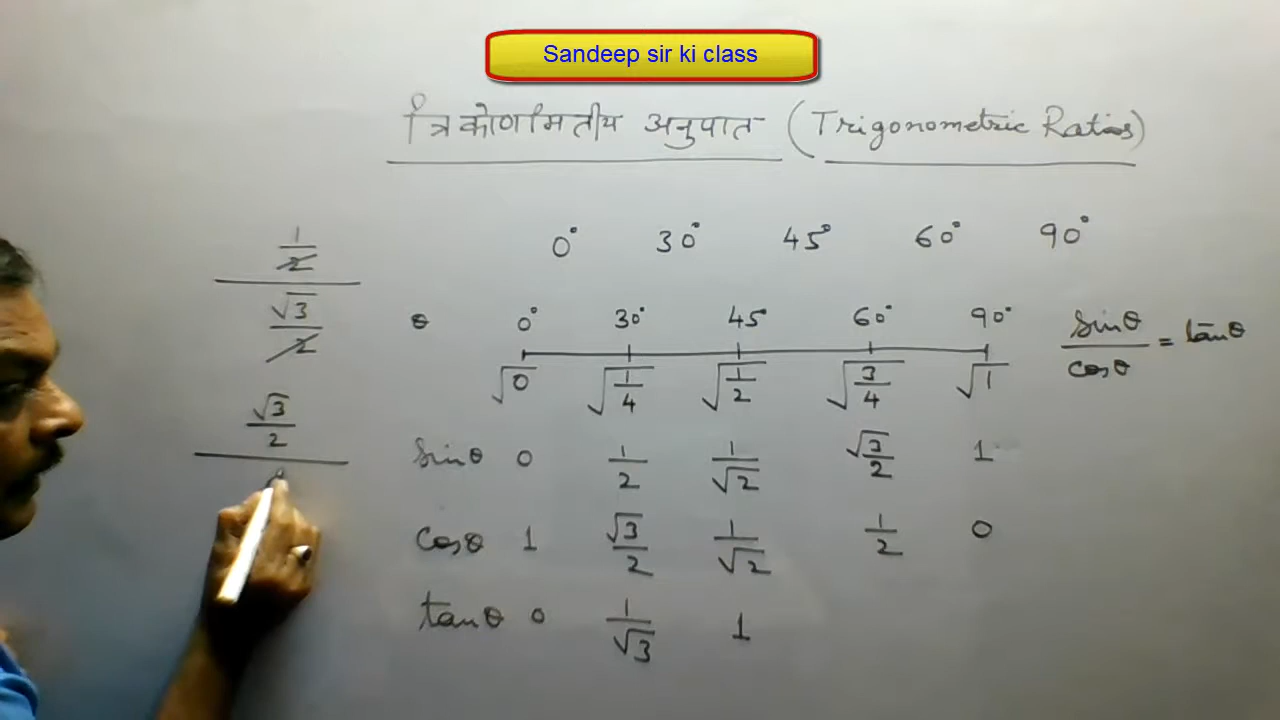 Sandeep sir ki class
त्रिकोणमितीय अनुपात (Trigonometric Ratios)
0° 30° 45° 60° 90°
1/2
√3/2
θ 0° 30° 45° 60° 90°
√0 √1/4 √1/2 √3/4 √1
sinθ/cosθ = tanθ
√3/2
sinθ 0 1/2 1/√2 √3/2 1
cosθ 1 √3/2 1/√2 1/2 0
tanθ 0 1/√3 1